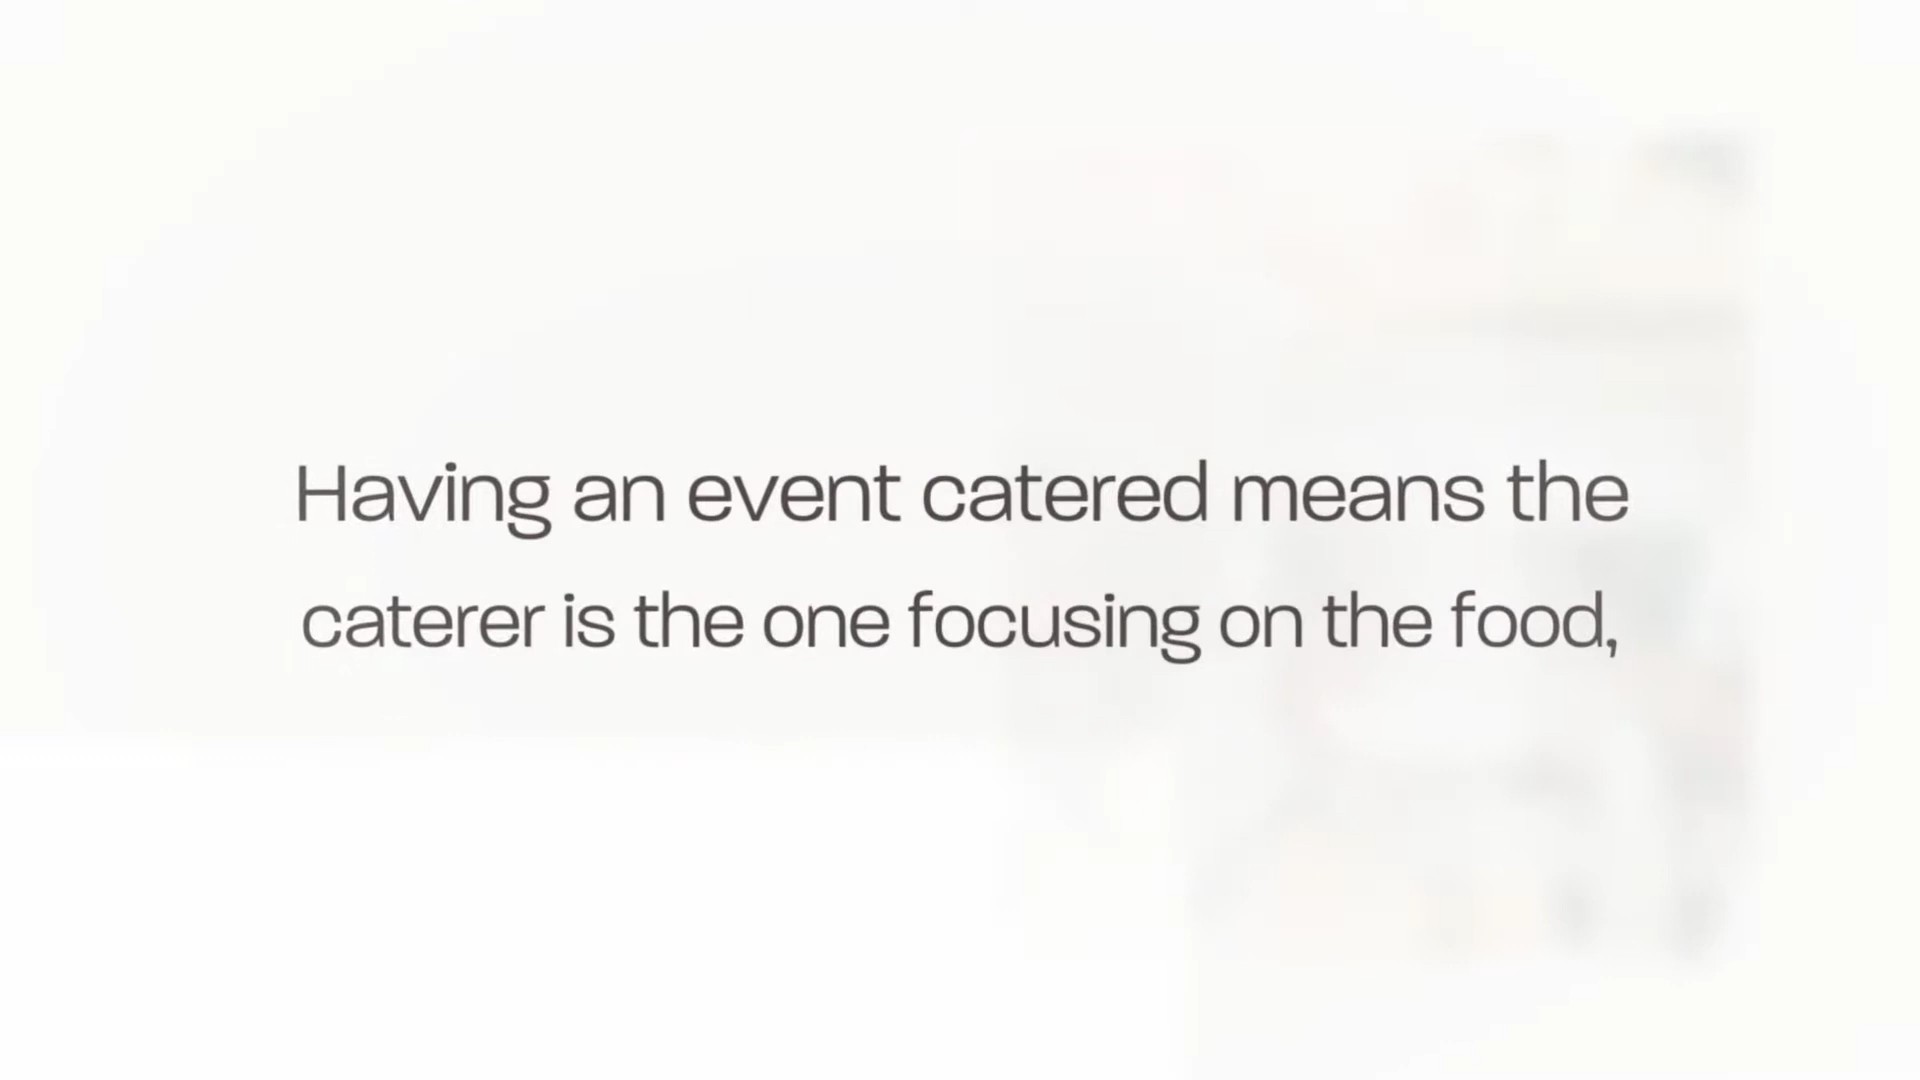 Having an event catered means the
caterer is the one focusing on the food,